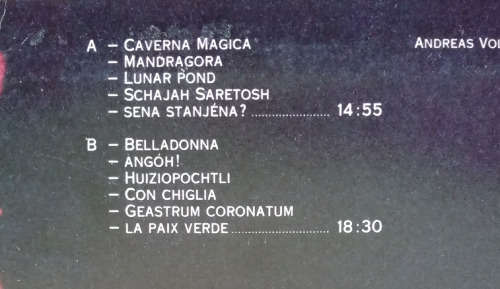 A – CAVERNA MAGICA
– MANDRAGORA
– LUNAR POND
– SCHAJAH SARETOSH
– SENA STANJÉNA? .................... 14:55
B – BELLADONNA
– ANGÓH!
– HUIZIOPOCHTLI
– CON CHIGLIA
– GEASTRUM CORONATUM
– LA PAIX VERDE ......................... 18:30
ANDREAS